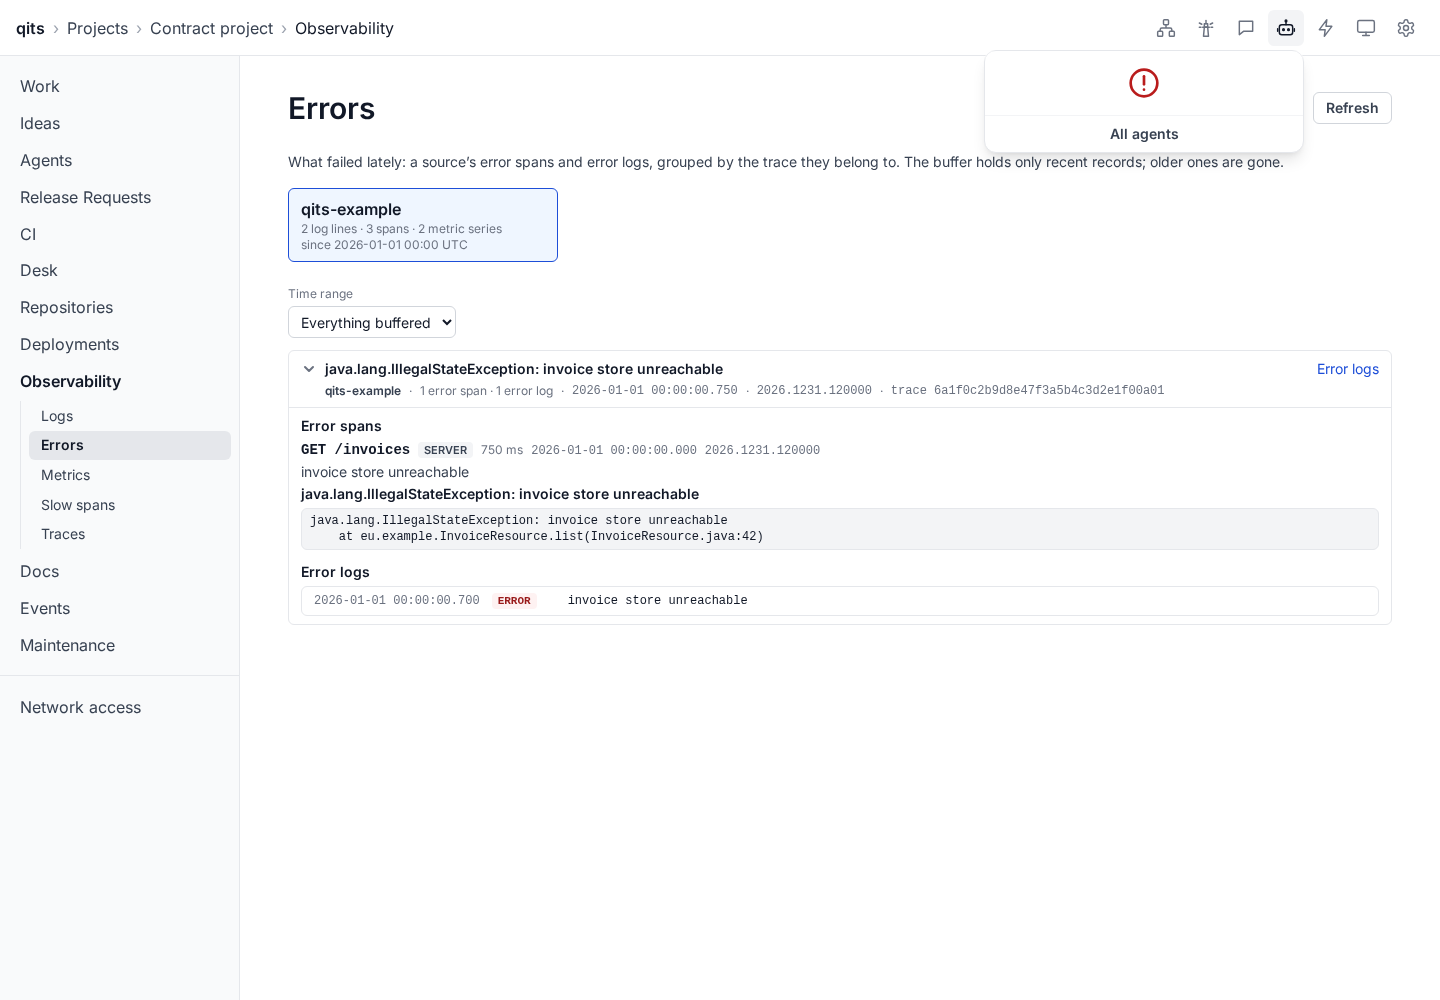 qits › Projects › Contract project › Observability
All agents
Work
Ideas
Agents
Release Requests
CI
Desk
Repositories
Deployments
Observability
Logs
Errors
Metrics
Slow spans
Traces
Docs
Events
Maintenance
Network access
Errors
Refresh
What failed lately: a source’s error spans and error logs, grouped by the trace they belong to. The buffer holds only recent records; older ones are gone.
qits-example
2 log lines · 3 spans · 2 metric series
since 2026-01-01 00:00 UTC
Time range
Everything buffered
java.lang.IllegalStateException: invoice store unreachable Error logs
qits-example · 1 error span · 1 error log · 2026-01-01 00:00:00.750 · 2026.1231.120000 · trace 6a1f0c2b9d8e47f3a5b4c3d2e1f00a01
Error spans
GET /invoices SERVER 750 ms 2026-01-01 00:00:00.000 2026.1231.120000
invoice store unreachable
java.lang.IllegalStateException: invoice store unreachable
java.lang.IllegalStateException: invoice store unreachable
at eu.example.InvoiceResource.list(InvoiceResource.java:42)
Error logs
2026-01-01 00:00:00.700 ERROR invoice store unreachable